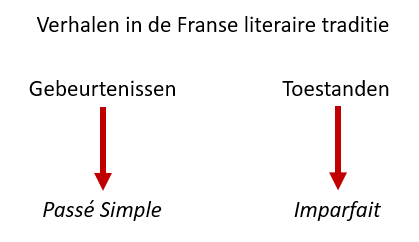 Verhalen in de Franse literaire traditie
Gebeurtenissen Toestanden
Passé Simple Imparfait